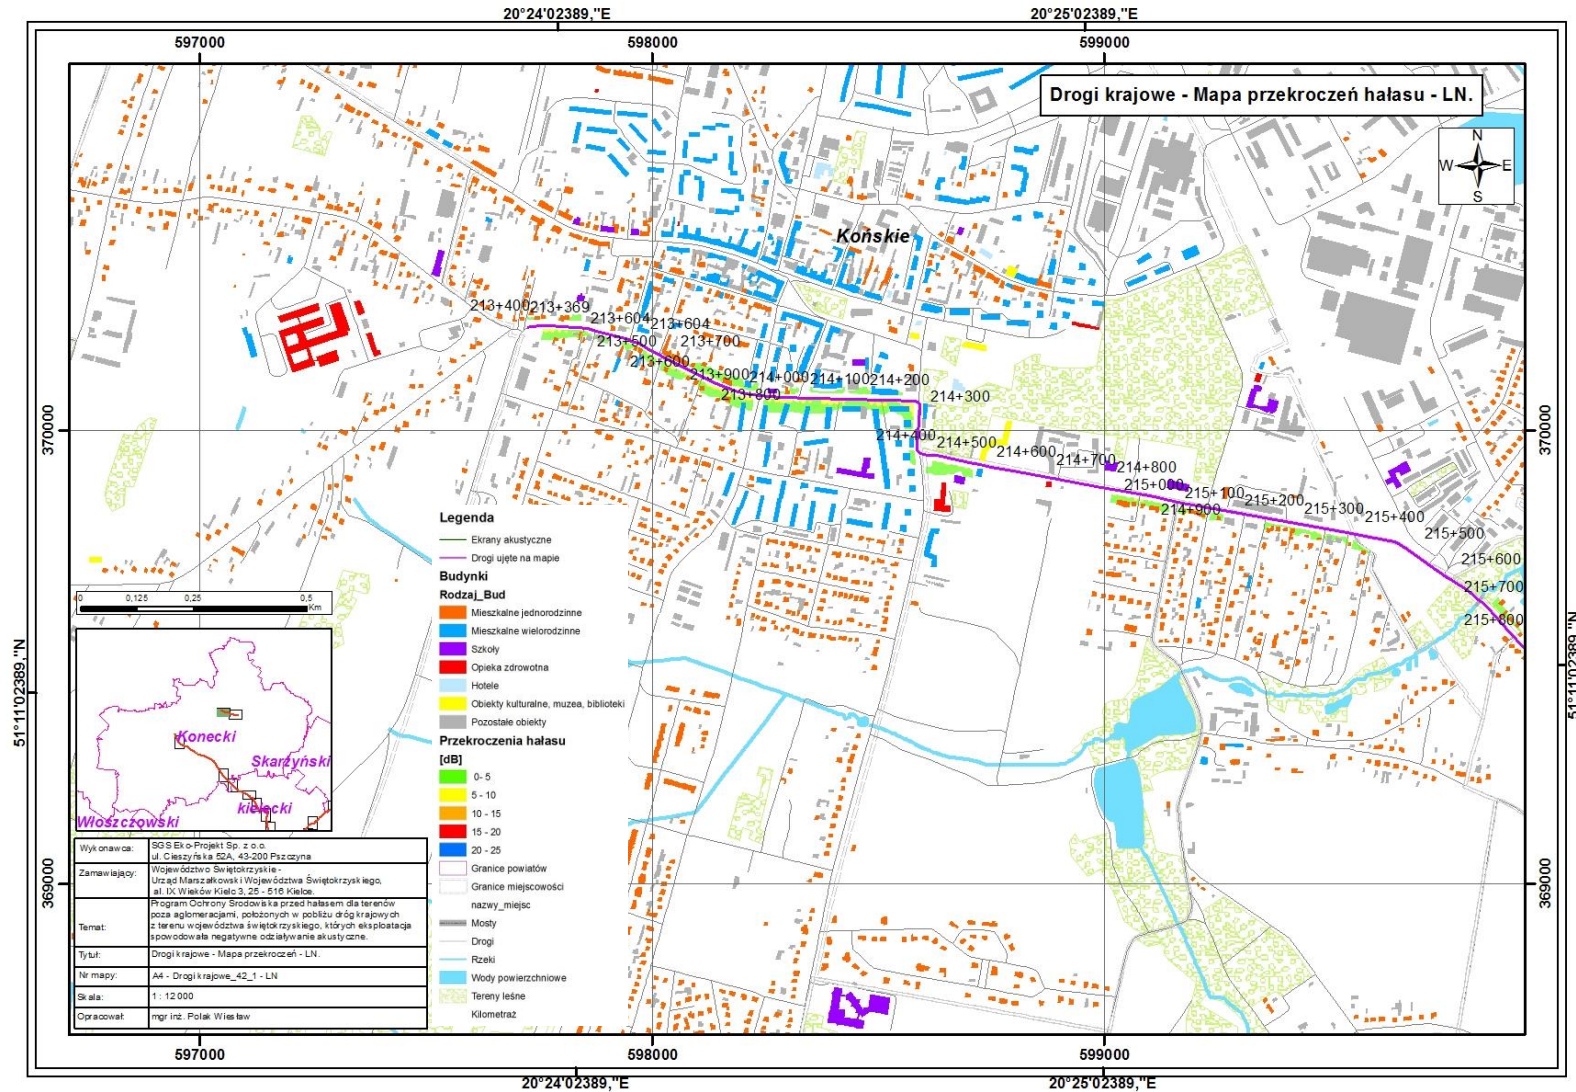 20°24'02389,"E
20°25'02389,"E
597000
598000
599000
Drogi krajowe - Mapa przekroczeń hałasu - LN.
N
W
E
S
Końskie
213+400
213+369
213+604
213+604
213+500
213+700
213+600
213+900
214+000
214+100
214+200
213+800
214+300
214+400
214+500
214+600
214+700
214+800
215+000
215+100
214+900
215+200
215+300
215+400
215+500
215+600
215+700
215+800
370000
370000
51°11'02389,"N
51°11'02389,"N
369000
369000
0
0,125
0,25
0,5
Km
Konecki
Skarżyński
kielecki
Włoszczowski
Legenda
Ekrany akustyczne
Drogi ujęte na mapie
Budynki
Rodzaj_Bud
Mieszkalne jednorodzinne
Mieszkalne wielorodzinne
Szkoły
Opieka zdrowotna
Hotele
Obiekty kulturalne, muzea, biblioteki
Pozostałe obiekty
Przekroczenia hałasu
[dB]
0- 5
5 - 10
10 - 15
15 - 20
20 - 25
Granice powiatów
Granice miejscowości
nazwy_miejsc
Mosty
Drogi
Rzeki
Wody powierzchniowe
Tereny leśne
Kilometraż
Wykonawca: SGS Eko-Projekt Sp. z o.o.
ul. Cieszyńska 52A, 43-200 Pszczyna
Zamawiający: Województwo Świętokrzyskie -
Urząd Marszałkowski Województwa Świętokrzyskiego,
al. IX Wieków Kielc 3, 25 - 516 Kielce.
Temat: Program Ochrony Środowiska przed hałasem dla terenów
poza aglomeracjami, położonych w pobliżu dróg krajowych
z terenu województwa świętokrzyskiego, których eksploatacja
spowodowała negatywne odziaływanie akustyczne.
Tytuł: Drogi krajowe - Mapa przekroczeń - LN.
Nr mapy: A4 - Drogi krajowe_42_1 - LN
Skala: 1 : 12 000
Opracował: mgr inż. Polak Wiesław
597000
598000
599000
20°24'02389,"E
20°25'02389,"E